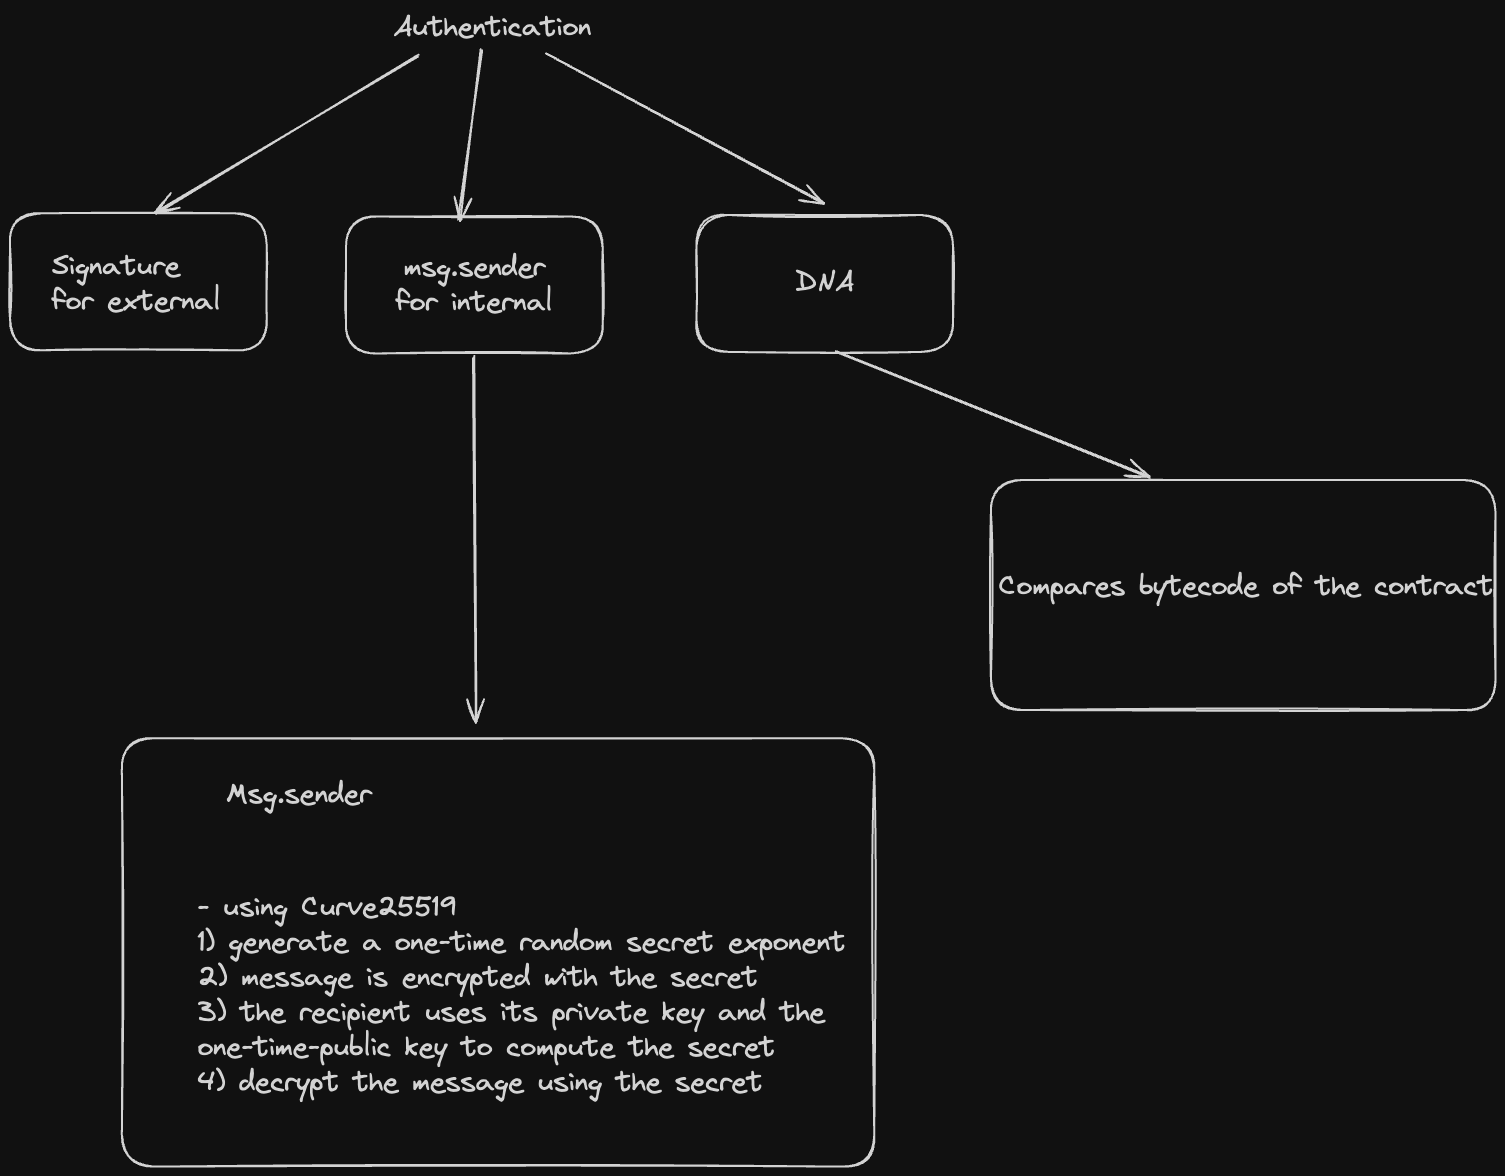 Authentication
Signature
for external
msg.sender
for internal
DNA
Compares bytecode of the contract
Msg.sender
- using Curve25519
1) generate a one-time random secret exponent
2) message is encrypted with the secret
3) the recipient uses its private key and the
one-time-public key to compute the secret
4) decrypt the message using the secret